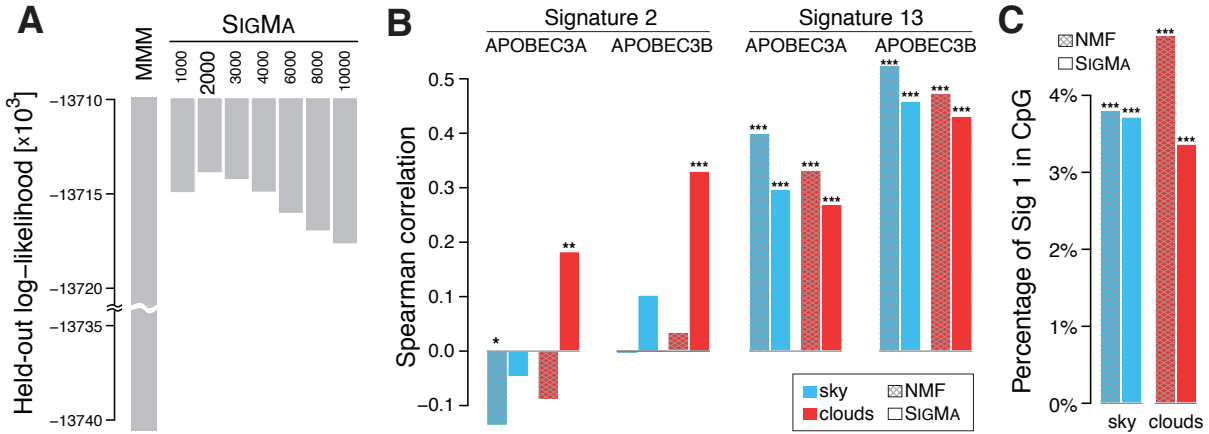 A
SIGMA
MMM
1000
2000
3000
4000
6000
8000
10000
Held-out log–likelihood [x10³]
−13710
−13715
−13720
−13735
−13740
B
Signature 2
Signature 13
APOBEC3A
APOBEC3B
APOBEC3A
APOBEC3B
Spearman correlation
0.5
0.4
0.3
0.2
0.1
0.0
−0.1
*
**
***
***
***
***
***
***
***
***
***
sky
clouds
NMF
SIGMA
C
NMF
SIGMA
Percentage of Sig 1 in CpG
4%
3%
2%
1%
0%
***
***
***
***
sky
clouds